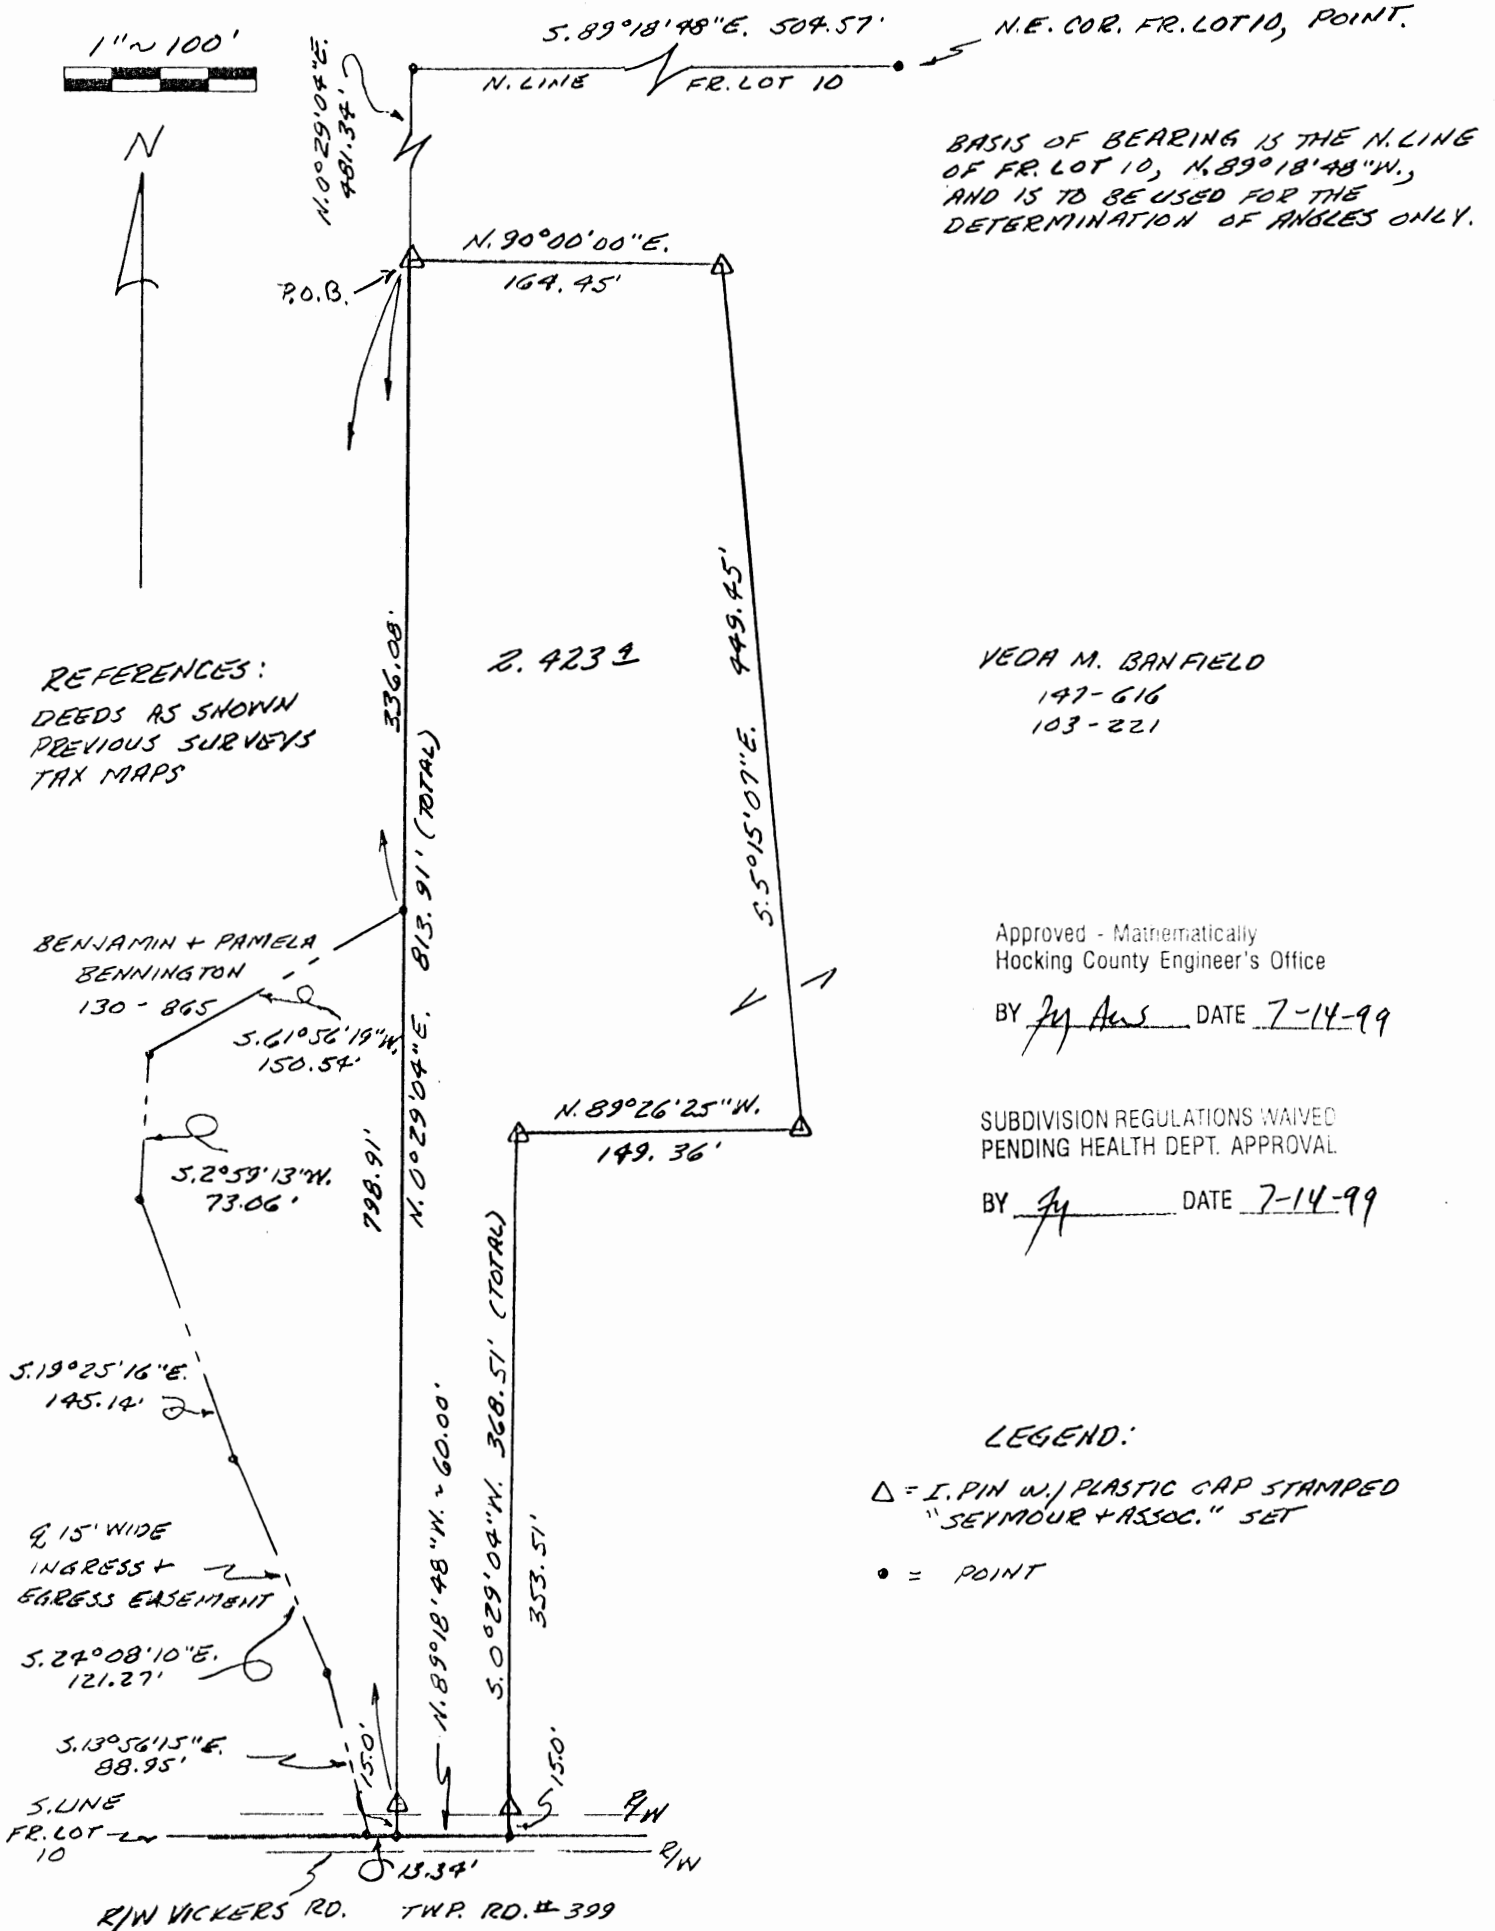 1" ~ 100'
S. 89°18'48" E. 504.57'
N.E. COR. FR. LOT 10, POINT.
N. LINE FR. LOT 10
N. 0°29'04" E.
481.34'
N
BASIS OF BEARING IS THE N. LINE
OF FR. LOT 10, N. 89°18'48" W.,
AND IS TO BE USED FOR THE
DETERMINATION OF ANGLES ONLY.
N. 90°00'00" E.
164.45'
P.O.B.
336.08'
2.423 A
S. 5°15'07" E. 449.45'
VEDA M. BANFIELD
147-616
103-221
REFERENCES:
DEEDS AS SHOWN
PREVIOUS SURVEYS
TAX MAPS
N. 0°29'04" E. 813.91' (TOTAL)
BENJAMIN + PAMELA
BENNINGTON
130-865
S. 61°56'19" W.
150.54'
Approved - Mathematically
Hocking County Engineer's Office
BY DATE 7-14-99
N. 89°26'25" W.
149.36'
SUBDIVISION REGULATIONS WAIVED
PENDING HEALTH DEPT. APPROVAL
BY DATE 7-14-99
S. 2°59'13" W.
73.06'
798.91'
S. 0°29'04" W. 368.51' (TOTAL)
353.51'
S. 19°25'16" E.
145.14'
N. 89°18'48" W. ~ 60.00'
LEGEND:
△ = I. PIN W./ PLASTIC CAP STAMPED
"SEYMOUR + ASSOC." SET
• = POINT
℄ 15' WIDE
INGRESS +
EGRESS EASEMENT
S. 24°08'10" E.
121.27'
S. 13°56'15" E.
88.95'
15.0'
15.0'
S. LINE
FR. LOT
10
R/W
R/W
13.34'
R/W VICKERS RD. TWP. RD. # 399